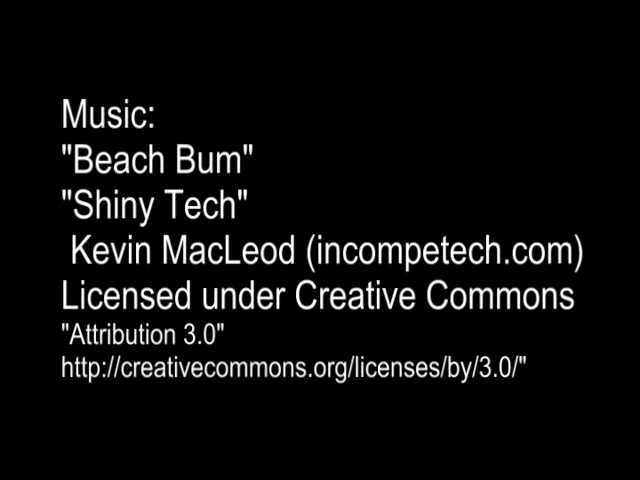 Music:
"Beach Bum"
"Shiny Tech"
Kevin MacLeod (incompetech.com)
Licensed under Creative Commons
"Attribution 3.0"
http://creativecommons.org/licenses/by/3.0/"